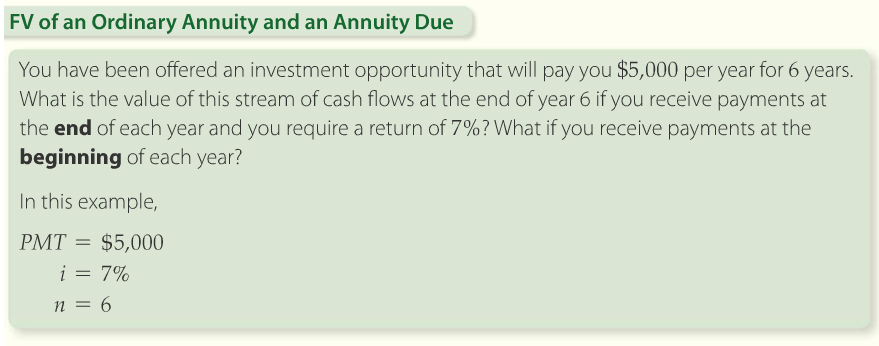 FV of an Ordinary Annuity and an Annuity Due
You have been offered an investment opportunity that will pay you $5,000 per year for 6 years.
What is the value of this stream of cash flows at the end of year 6 if you receive payments at
the end of each year and you require a return of 7%? What if you receive payments at the
beginning of each year?
In this example,
PMT = $5,000
i = 7%
n = 6